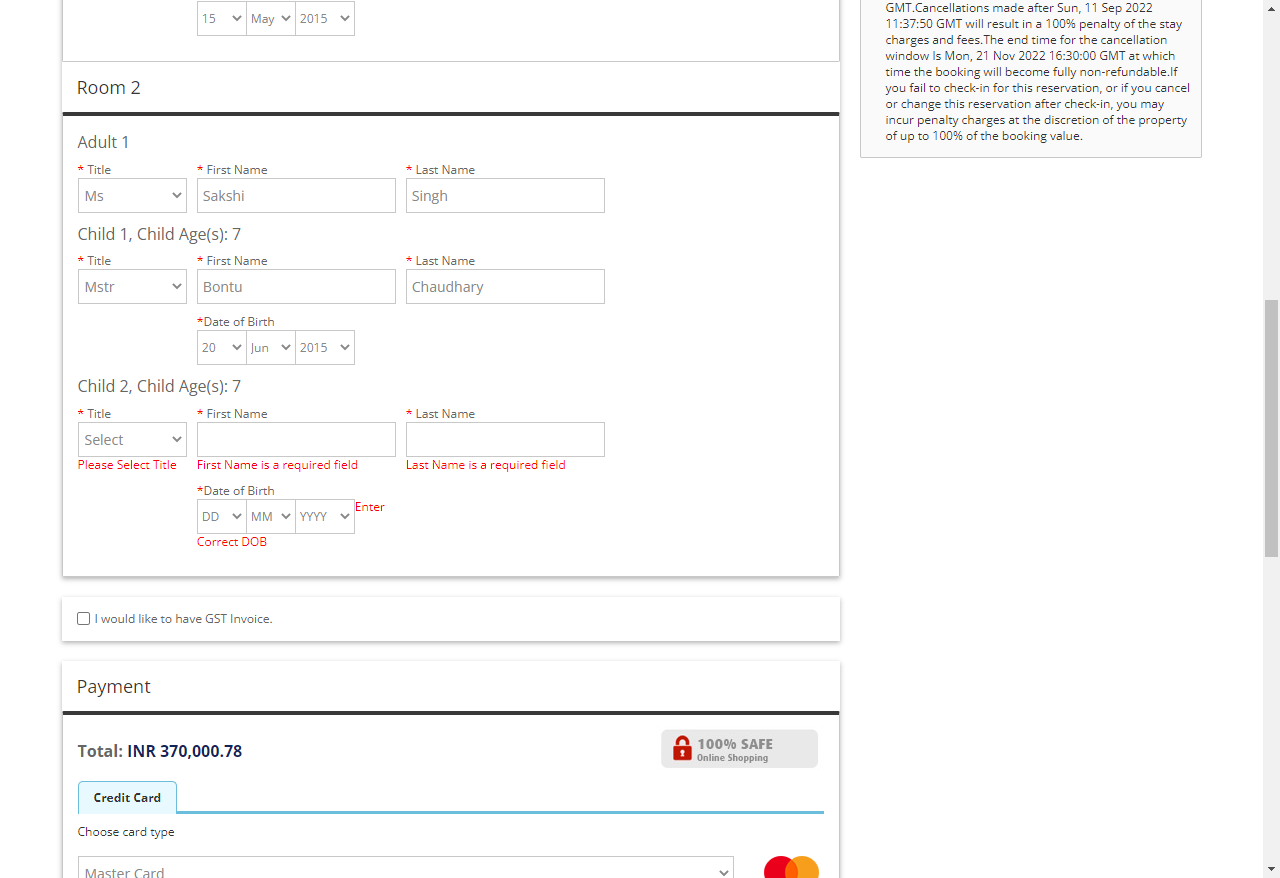 15 May 2015
GMT.Cancellations made after Sun, 11 Sep 2022
11:37:50 GMT will result in a 100% penalty of the stay
charges and fees.The end time for the cancellation
window Is Mon, 21 Nov 2022 16:30:00 GMT at which
time the booking will become fully non-refundable.If
you fail to check-in for this reservation, or if you cancel
or change this reservation after check-in, you may
incur penalty charges at the discretion of the property
of up to 100% of the booking value.
Room 2
Adult 1
* Title * First Name * Last Name
Ms Sakshi Singh
Child 1, Child Age(s): 7
* Title * First Name * Last Name
Mstr Bontu Chaudhary
*Date of Birth
20 Jun 2015
Child 2, Child Age(s): 7
* Title * First Name * Last Name
Select
Please Select Title First Name is a required field Last Name is a required field
*Date of Birth
DD MM YYYY Enter
Correct DOB
I would like to have GST Invoice.
Payment
Total: INR 370,000.78
100% SAFE
Online Shopping
Credit Card
Choose card type
Master Card